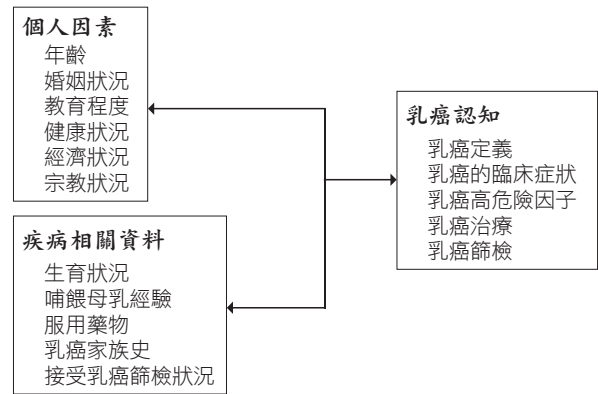 個人因素
年齡
婚姻狀況
教育程度
健康狀況
經濟狀況
宗教狀況
疾病相關資料
生育狀況
哺餵母乳經驗
服用藥物
乳癌家族史
接受乳癌篩檢狀況
乳癌認知
乳癌定義
乳癌的臨床症狀
乳癌高危險因子
乳癌治療
乳癌篩檢